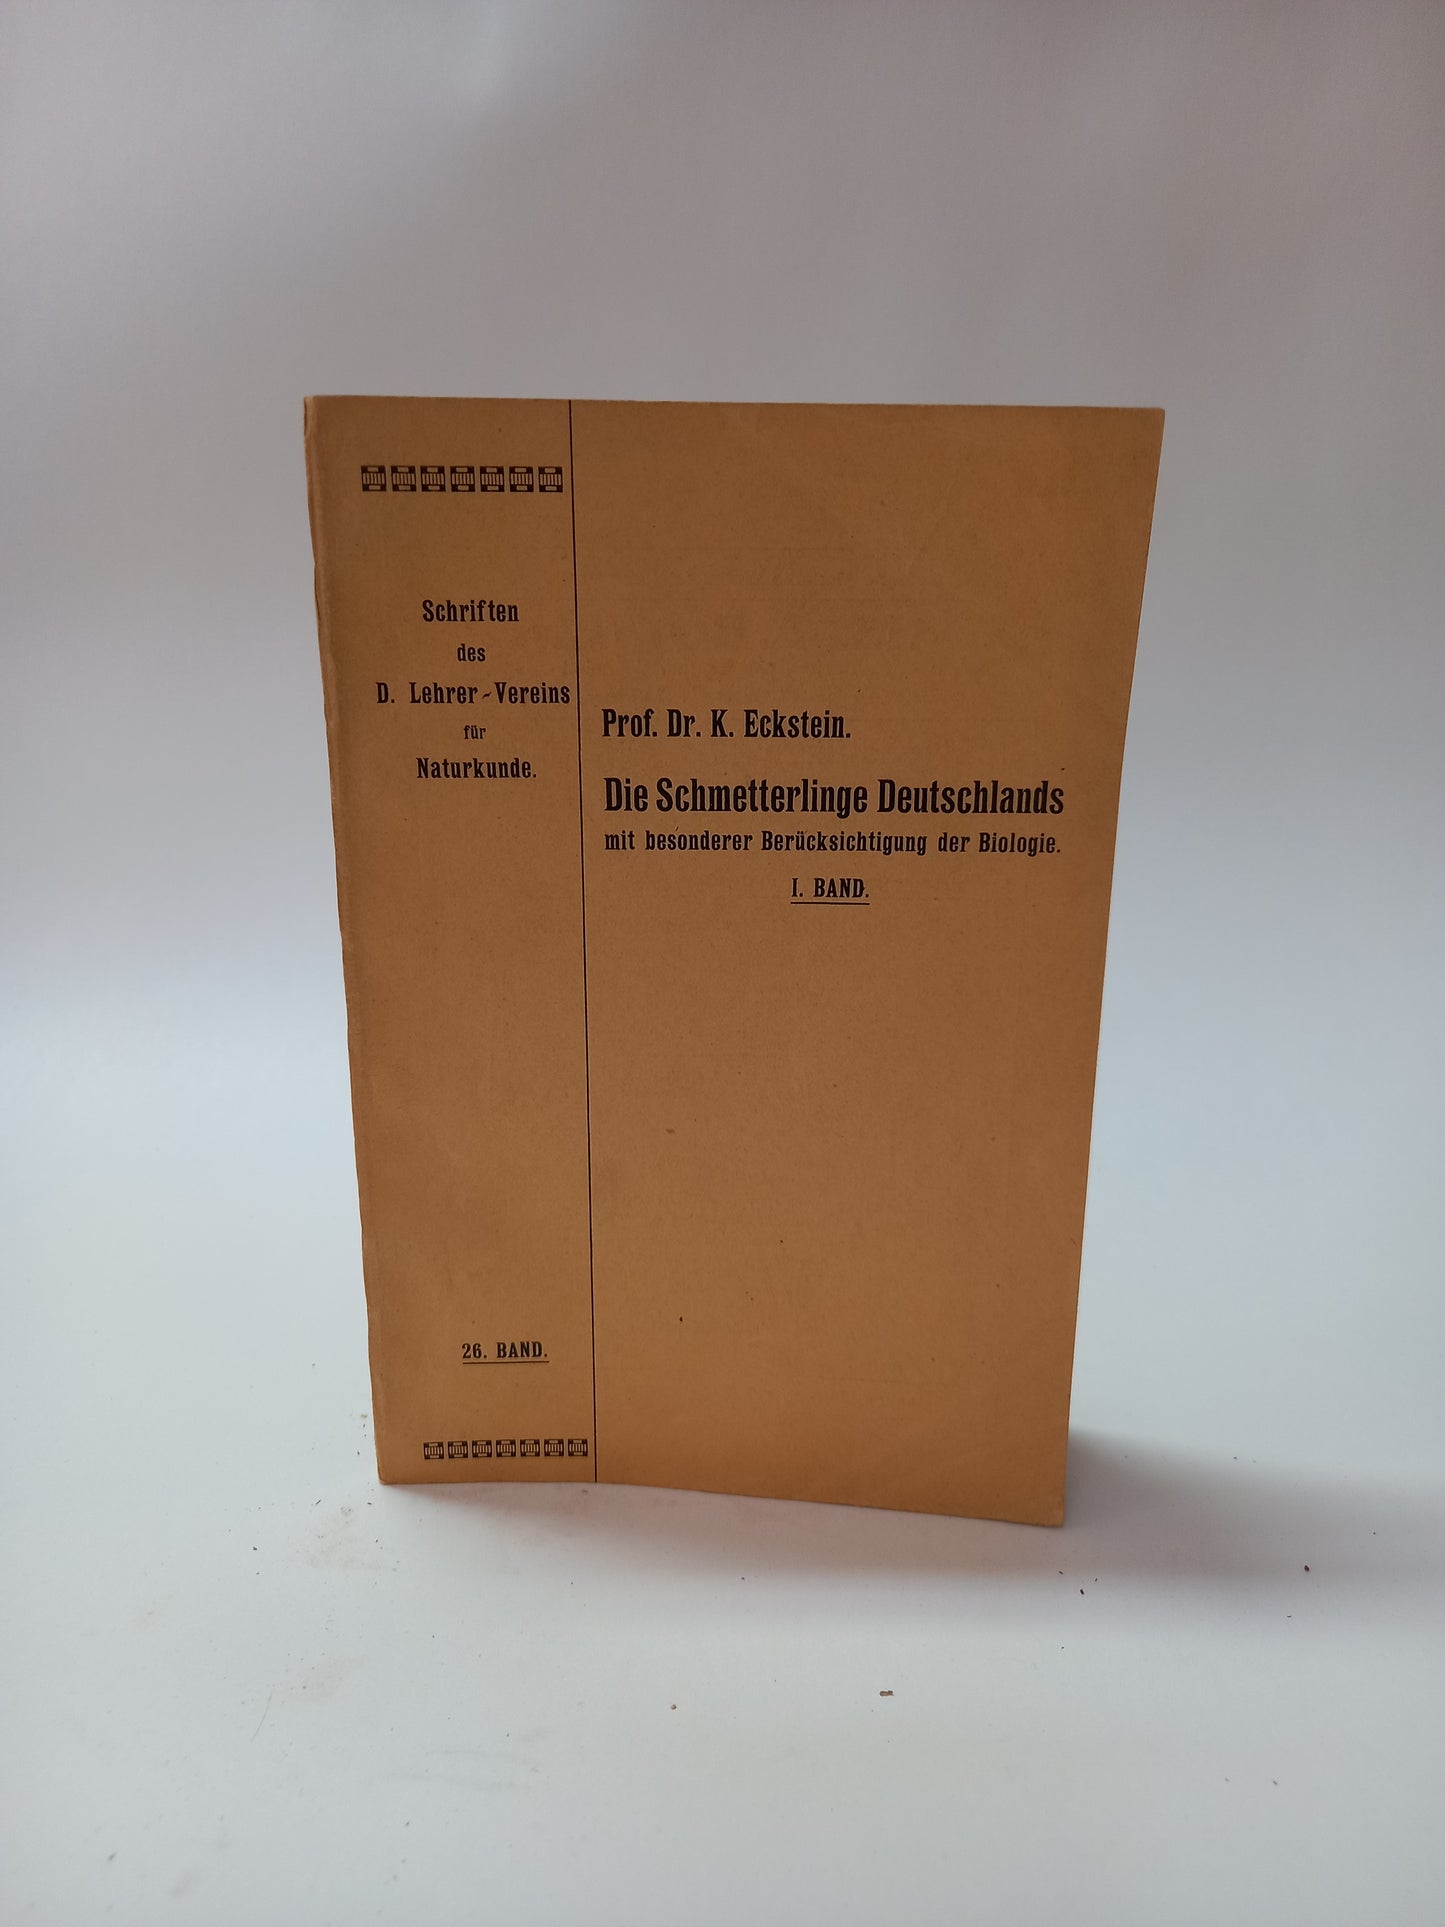 Schriften
des
D. Lehrer-Vereins
für
Naturkunde.
26. BAND.
Prof. Dr. K. Eckstein.
Die Schmetterlinge Deutschlands
mit besonderer Berücksichtigung der Biologie.
I. BAND.